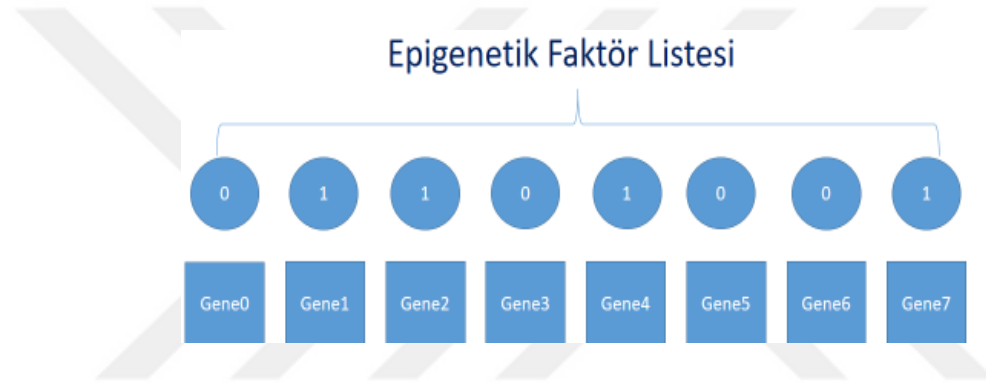 Epigenetik Faktör Listesi
0 1 1 0 1 0 0 1
Gene0 Gene1 Gene2 Gene3 Gene4 Gene5 Gene6 Gene7